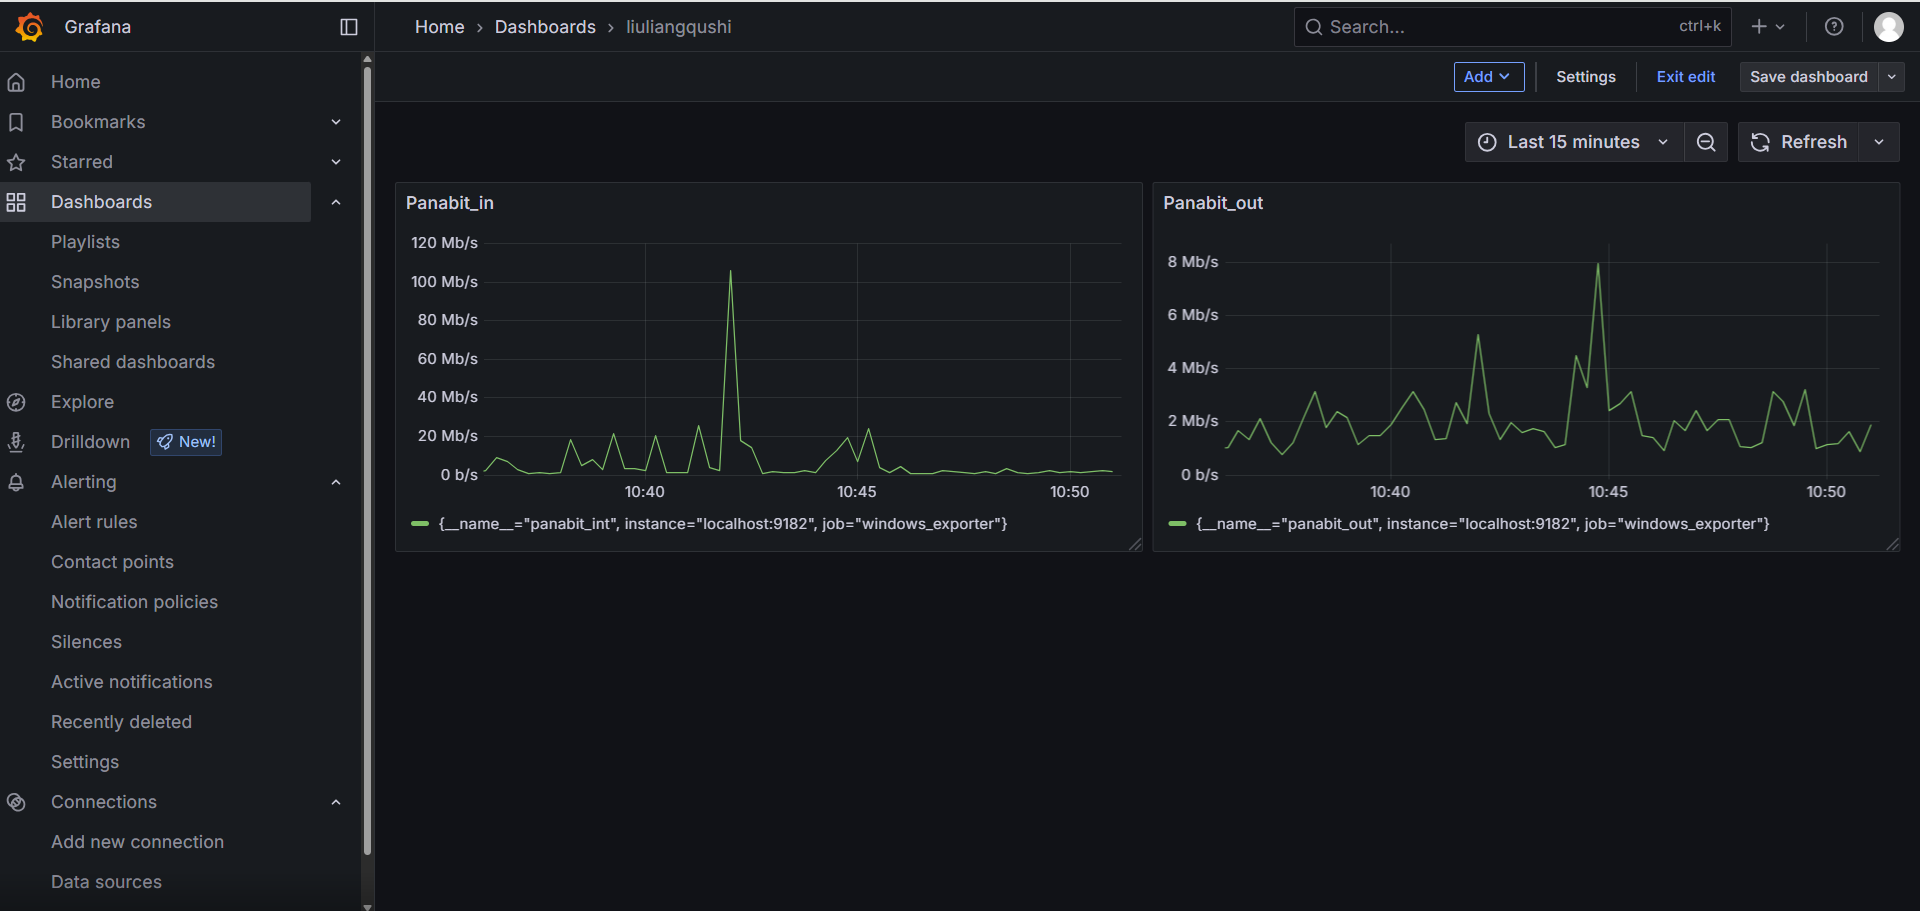 Grafana
Home › Dashboards › liuliangqushi
Search...
ctrl+k
Add
Settings
Exit edit
Save dashboard
Last 15 minutes
Refresh
Home
Bookmarks
Starred
Dashboards
Playlists
Snapshots
Library panels
Shared dashboards
Explore
Drilldown
New!
Alerting
Alert rules
Contact points
Notification policies
Silences
Active notifications
Recently deleted
Settings
Connections
Add new connection
Data sources
Panabit_in
120 Mb/s
100 Mb/s
80 Mb/s
60 Mb/s
40 Mb/s
20 Mb/s
0 b/s
10:40
10:45
10:50
{__name__="panabit_int", instance="localhost:9182", job="windows_exporter"}
Panabit_out
8 Mb/s
6 Mb/s
4 Mb/s
2 Mb/s
0 b/s
10:40
10:45
10:50
{__name__="panabit_out", instance="localhost:9182", job="windows_exporter"}